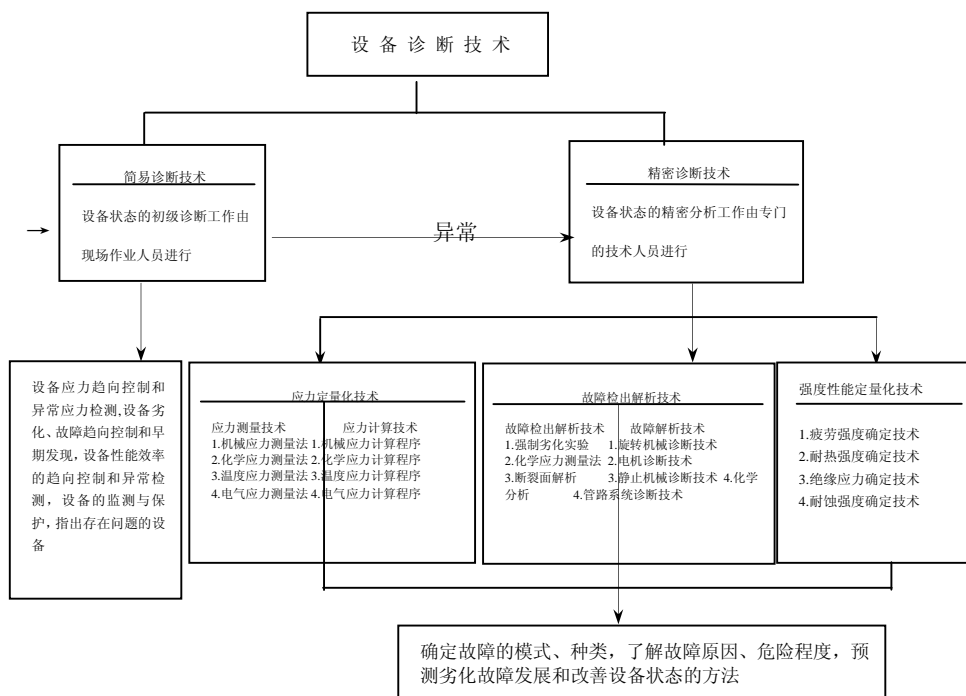 设 备 诊 断 技 术
简易诊断技术
设备状态的初级诊断工作由
现场作业人员进行
异常
精密诊断技术
设备状态的精密分析工作由专门
的技术人员进行
设备应力趋向控制和
异常应力检测,设备劣
化、故障趋向控制和早
期发现,设备性能效率
的趋向控制和异常检
测，设备的监测与保
护，指出存在问题的设
备
应力定量化技术
应力测量技术 应力计算技术
1.机械应力测量法 1.机械应力计算程序
2.化学应力测量法 2.化学应力计算程序
3.温度应力测量法 3.温度应力计算程序
4.电气应力测量法 4.电气应力计算程序
故障检出解析技术
故障检出解析技术 故障解析技术
1.强制劣化实验 1.旋转机械诊断技术
2.化学应力测量法 2.电机诊断技术
3.断裂面解析 3.静止机械诊断技术 4.化学
分析 4.管路系统诊断技术
强度性能定量化技术
1.疲劳强度确定技术
2.耐热强度确定技术
3.绝缘应力确定技术
4.耐蚀强度确定技术
确定故障的模式、种类，了解故障原因、危险程度，预
测劣化故障发展和改善设备状态的方法